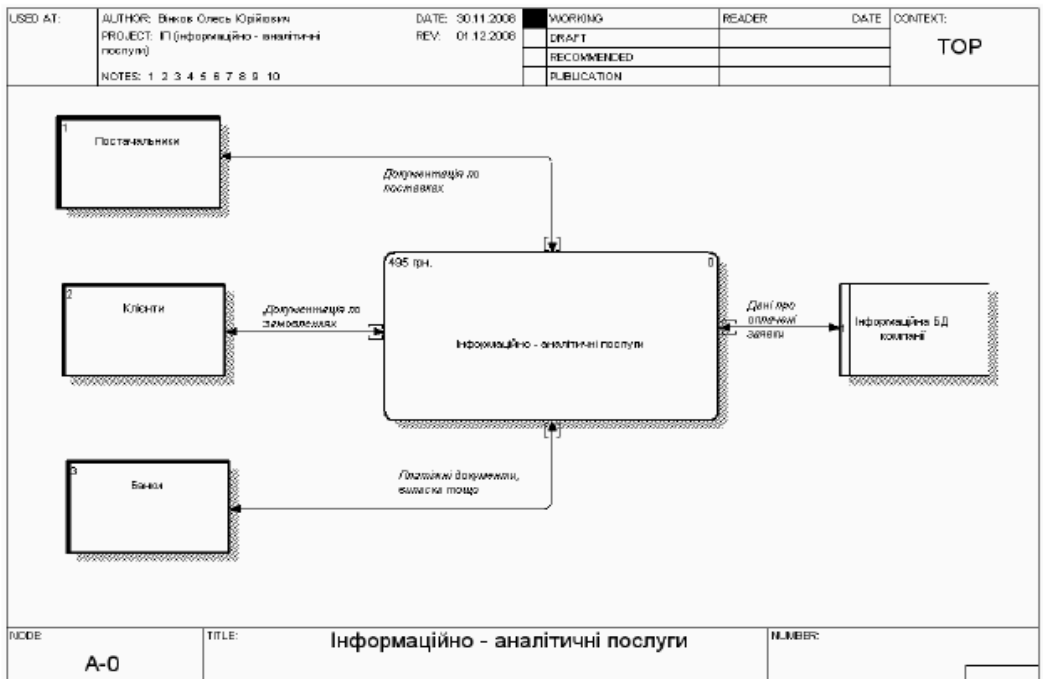 USED AT:
AUTHOR: Вінков Олесь Юрійович
DATE: 30.11.2008
PROJECT: ІП (інформаційно - аналітичні
послуги)
REV: 01.12.2008
NOTES: 1 2 3 4 5 6 7 8 9 10
WORKING
DRAFT
RECOMMENDED
PUBLICATION
READER
DATE
CONTEXT:
TOP
1
Постачальники
Документація по
поставках
495 грн.
0
2
Клієнти
Документація по
замовленнях
Інформаційно - аналітичні послуги
Дані про
оплачені
заявки
1
Інформаційна БД
компанії
3
Банки
Платіжні документи,
виписка тощо
NODE:
A-0
TITLE:
Інформаційно - аналітичні послуги
NUMBER: